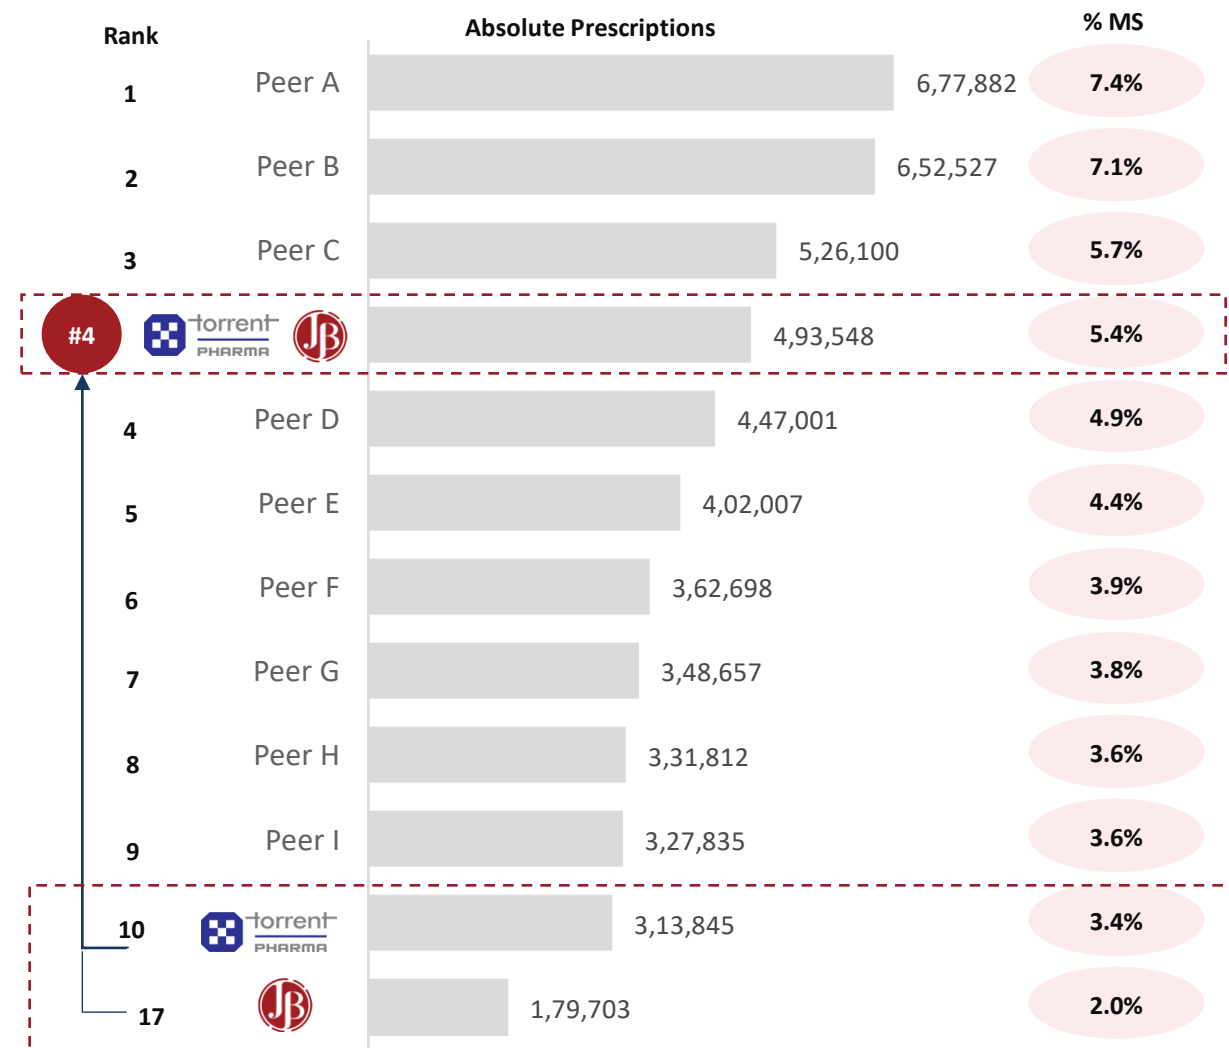 Rank Absolute Prescriptions % MS
1 Peer A 6,77,882 7.4%
2 Peer B 6,52,527 7.1%
3 Peer C 5,26,100 5.7%
#4 torrent PHARMA JB 4,93,548 5.4%
4 Peer D 4,47,001 4.9%
5 Peer E 4,02,007 4.4%
6 Peer F 3,62,698 3.9%
7 Peer G 3,48,657 3.8%
8 Peer H 3,31,812 3.6%
9 Peer I 3,27,835 3.6%
10 torrent PHARMA 3,13,845 3.4%
17 JB 1,79,703 2.0%